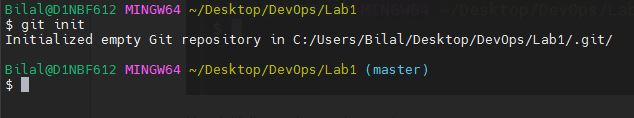 Bilal@D1NBF612 MINGW64 ~/Desktop/DevOps/Lab1
$ git init
Initialized empty Git repository in C:/Users/Bilal/Desktop/DevOps/Lab1/.git/
Bilal@D1NBF612 MINGW64 ~/Desktop/DevOps/Lab1 (master)
$